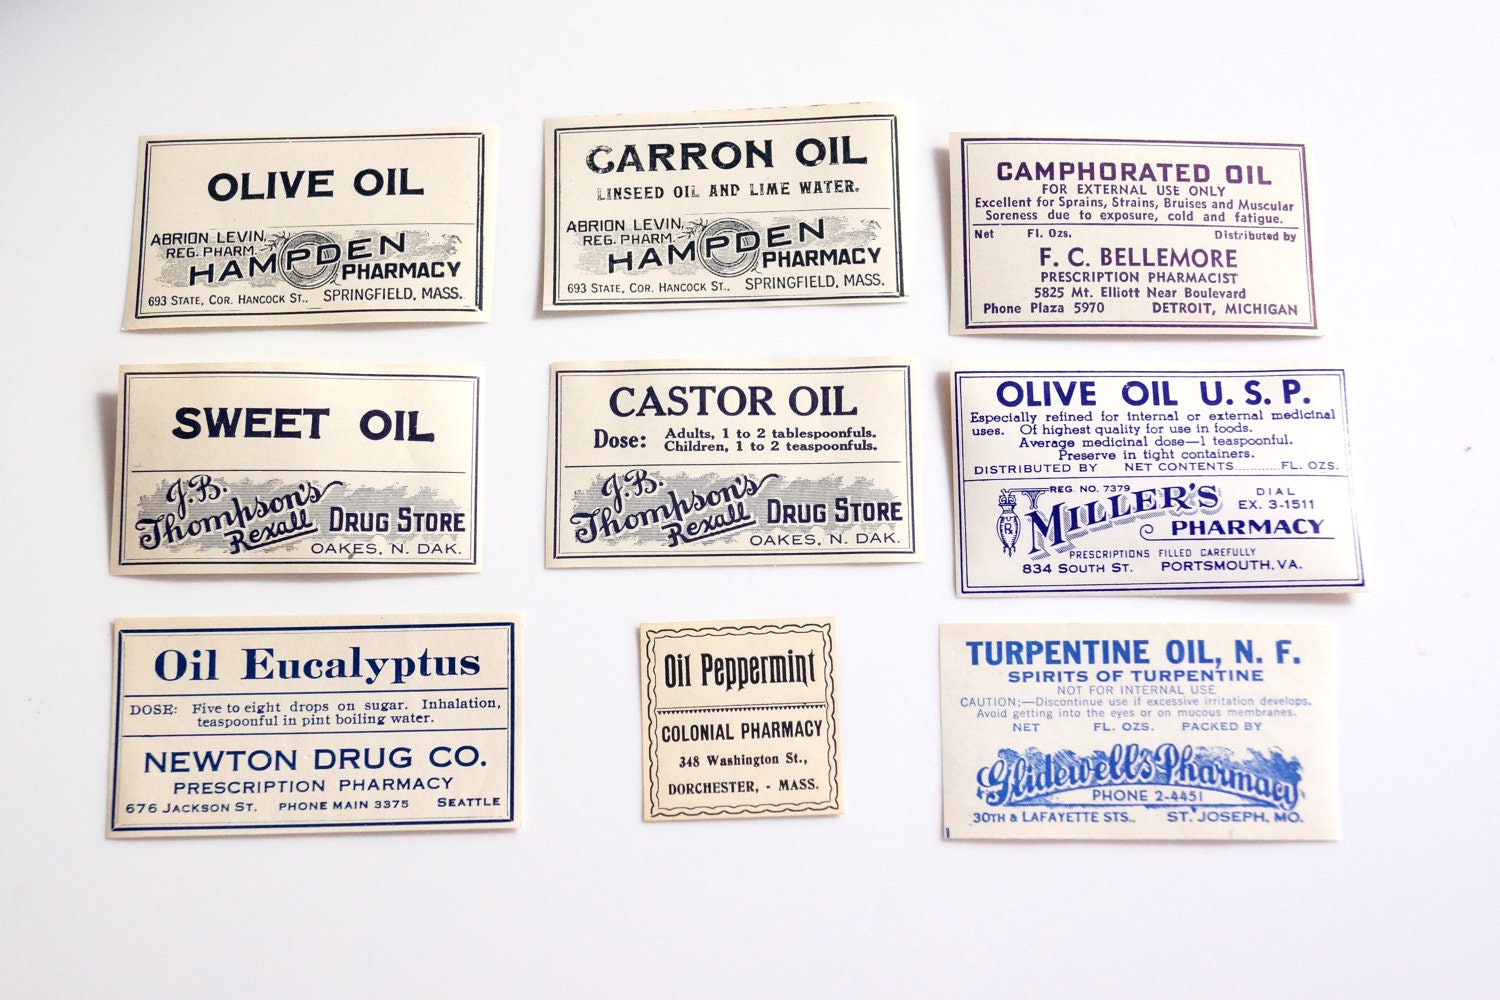 OLIVE OIL
ABRION LEVIN,
REG. PHARM.
HAMPDEN
PHARMACY
693 STATE, COR. HANCOCK ST., SPRINGFIELD, MASS.
CARRON OIL
LINSEED OIL AND LIME WATER.
ABRION LEVIN,
REG. PHARM.
HAMPDEN
PHARMACY
693 STATE, COR. HANCOCK ST., SPRINGFIELD, MASS.
CAMPHORATED OIL
FOR EXTERNAL USE ONLY
Excellent for Sprains, Strains, Bruises and Muscular
Soreness due to exposure, cold and fatigue.
Net Fl. Ozs. Distributed by
F. C. BELLEMORE
PRESCRIPTION PHARMACIST
5825 Mt. Elliott Near Boulevard
Phone Plaza 5970 DETROIT, MICHIGAN
SWEET OIL
J.B.
Thompson's
Rexall DRUG STORE
OAKES, N. DAK.
CASTOR OIL
Dose: Adults, 1 to 2 tablespoonfuls.
Children, 1 to 2 teaspoonfuls.
J.B.
Thompson's
Rexall DRUG STORE
OAKES, N. DAK.
OLIVE OIL U. S. P.
Especially refined for internal or external medicinal
uses. Of highest quality for use in foods.
Average medicinal dose—1 teaspoonful.
Preserve in tight containers.
DISTRIBUTED BY NET CONTENTS............FL. OZS.
REG. NO. 7379
MILLER'S
PHARMACY
DIAL
EX. 3-1511
PRESCRIPTIONS FILLED CAREFULLY
834 SOUTH ST. PORTSMOUTH, VA.
Oil Eucalyptus
DOSE: Five to eight drops on sugar. Inhalation,
teaspoonful in pint boiling water.
NEWTON DRUG CO.
PRESCRIPTION PHARMACY
676 JACKSON ST. PHONE MAIN 3375 SEATTLE
Oil Peppermint
COLONIAL PHARMACY
348 Washington St.,
DORCHESTER, - MASS.
TURPENTINE OIL, N. F.
SPIRITS OF TURPENTINE
NOT FOR INTERNAL USE
CAUTION;—Discontinue use if excessive irritation develops.
Avoid getting into the eyes or on mucous membranes.
NET FL. OZS. PACKED BY
Glidewell's Pharmacy
PHONE 2-4451
30TH & LAFAYETTE STS.. ST. JOSEPH, MO.